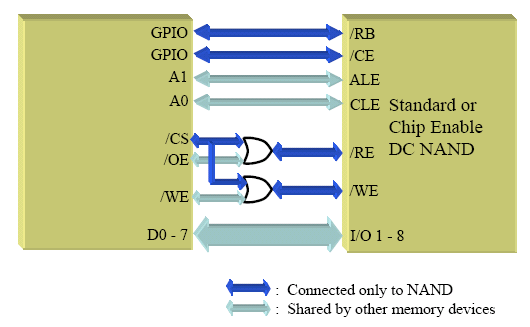 GPIO /RB
GPIO /CE
A1 ALE
A0 CLE Standard or
Chip Enable
/CS
/OE /RE DC NAND
/WE /WE
D0 - 7 I/O 1 - 8
: Connected only to NAND
: Shared by other memory devices